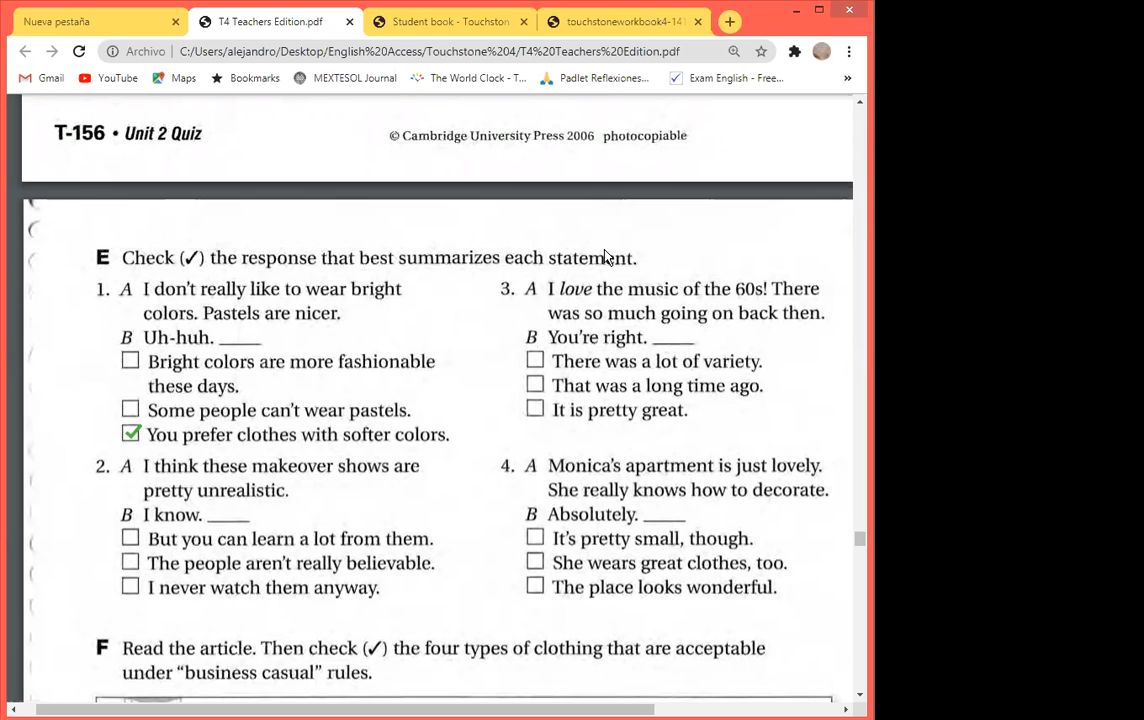 Nueva pestaña
T4 Teachers Edition.pdf
Student book - Touchston
touchstoneworkbook4-14
Archivo C:/Users/alejandro/Desktop/English%20Access/Touchstone%204/T4%20Teachers%20Edition.pdf
Gmail YouTube Maps Bookmarks MEXTESOL Journal The World Clock - T... Padlet Reflexiones... Exam English - Free... »
T-156 • Unit 2 Quiz © Cambridge University Press 2006 photocopiable
E Check (✓) the response that best summarizes each statement.
1. A I don't really like to wear bright
colors. Pastels are nicer.
B Uh-huh. ____
Bright colors are more fashionable
these days.
Some people can't wear pastels.
You prefer clothes with softer colors.
2. A I think these makeover shows are
pretty unrealistic.
B I know. ____
But you can learn a lot from them.
The people aren't really believable.
I never watch them anyway.
3. A I love the music of the 60s! There
was so much going on back then.
B You're right. ____
There was a lot of variety.
That was a long time ago.
It is pretty great.
4. A Monica's apartment is just lovely.
She really knows how to decorate.
B Absolutely. ____
It's pretty small, though.
She wears great clothes, too.
The place looks wonderful.
F Read the article. Then check (✓) the four types of clothing that are acceptable
under “business casual” rules.